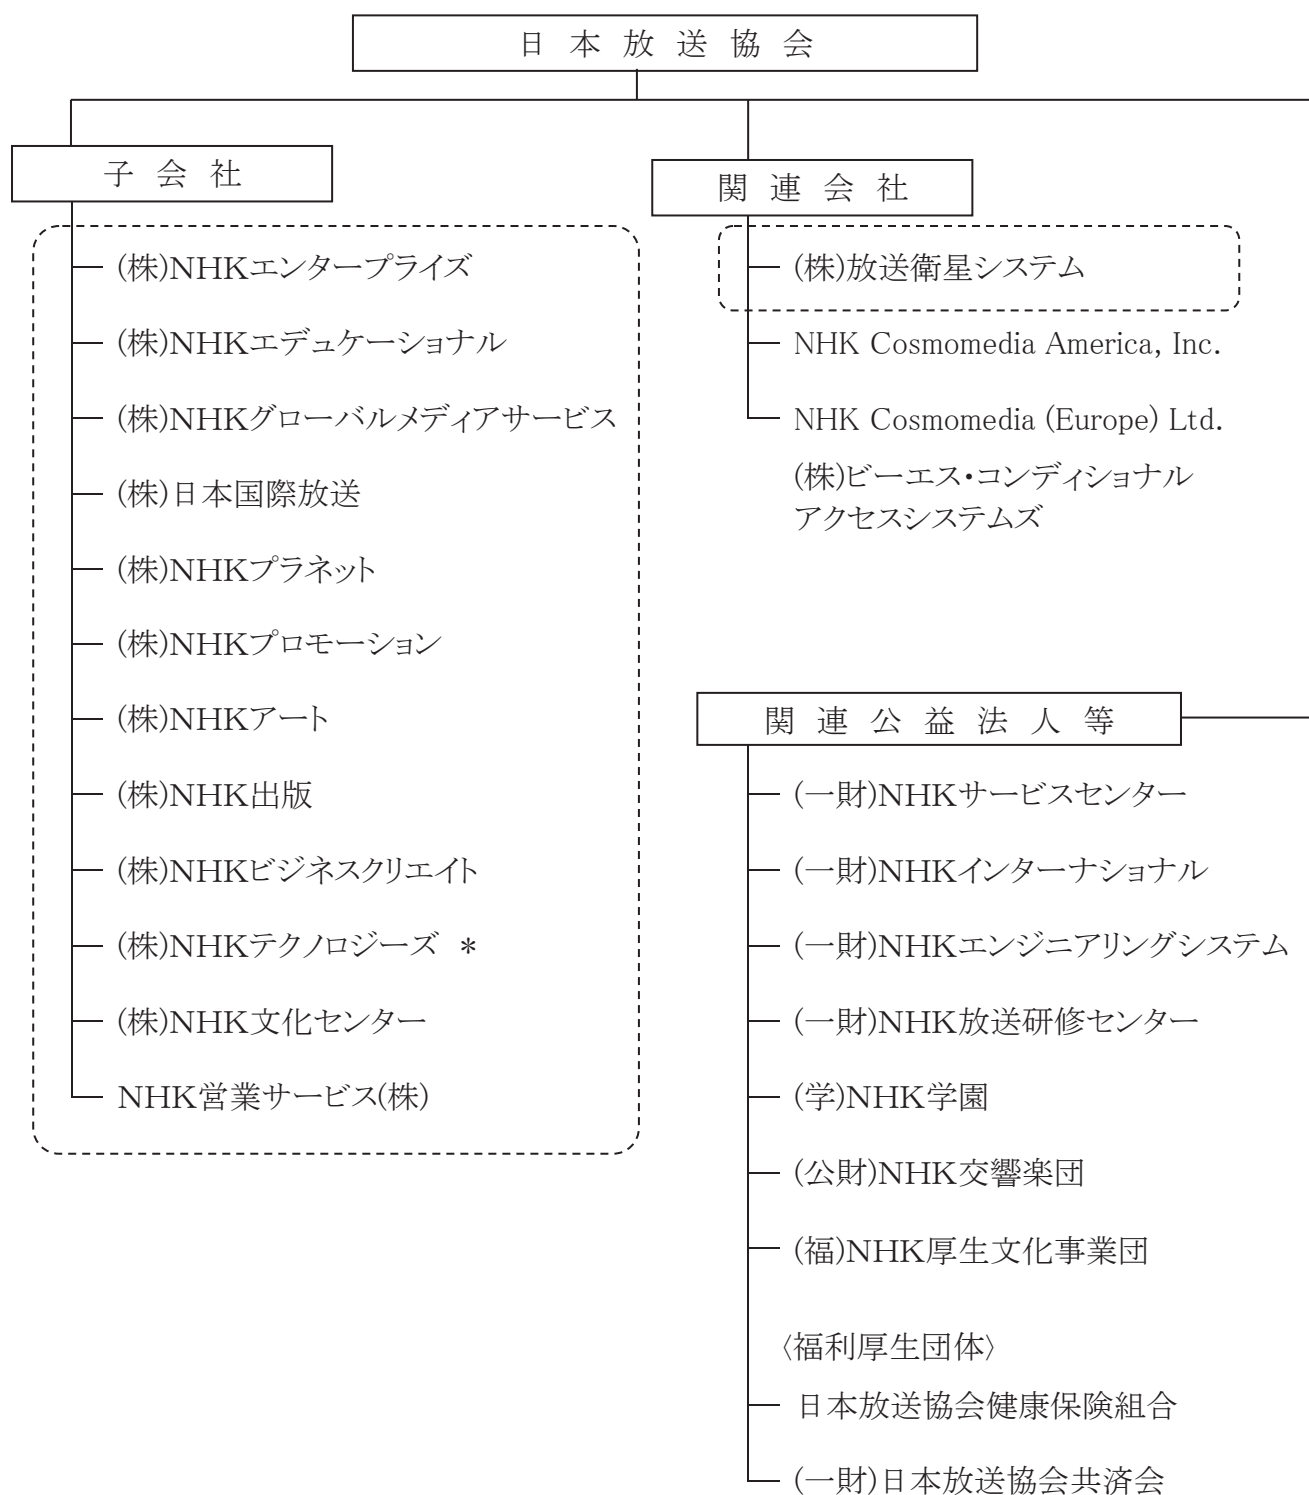 日本放送協会
子会社
(株)NHKエンタープライズ
(株)NHKエデュケーショナル
(株)NHKグローバルメディアサービス
(株)日本国際放送
(株)NHKプラネット
(株)NHKプロモーション
(株)NHKアート
(株)NHK出版
(株)NHKビジネスクリエイト
(株)NHKテクノロジーズ *
(株)NHK文化センター
NHK営業サービス(株)
関連会社
(株)放送衛星システム
NHK Cosmomedia America, Inc.
NHK Cosmomedia (Europe) Ltd.
(株)ビーエス・コンディショナル
アクセスシステムズ
関連公益法人等
(一財)NHKサービスセンター
(一財)NHKインターナショナル
(一財)NHKエンジニアリングシステム
(一財)NHK放送研修センター
(学)NHK学園
(公財)NHK交響楽団
(福)NHK厚生文化事業団
〈福利厚生団体〉
日本放送協会健康保険組合
(一財)日本放送協会共済会